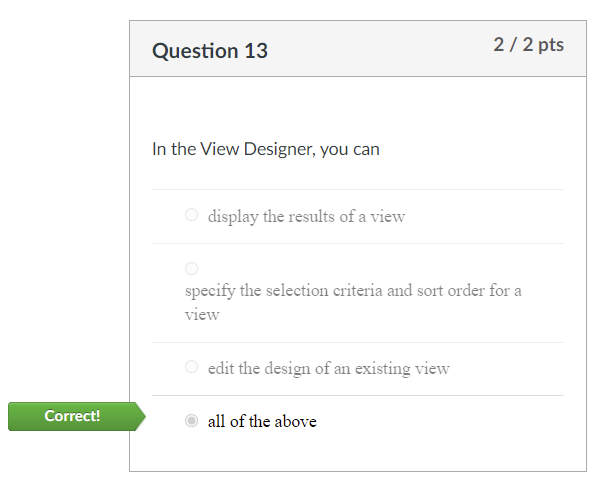 Question 13
2 / 2 pts
In the View Designer, you can
display the results of a view
specify the selection criteria and sort order for a
view
edit the design of an existing view
Correct!
all of the above